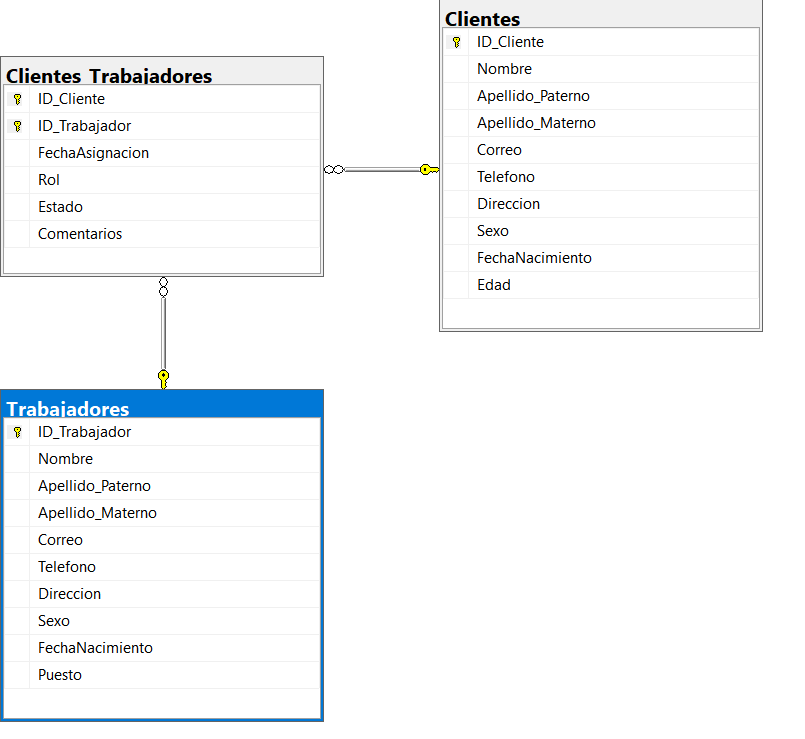 Clientes_Trabajadores
ID_Cliente
ID_Trabajador
FechaAsignacion
Rol
Estado
Comentarios
Clientes
ID_Cliente
Nombre
Apellido_Paterno
Apellido_Materno
Correo
Telefono
Direccion
Sexo
FechaNacimiento
Edad
Trabajadores
ID_Trabajador
Nombre
Apellido_Paterno
Apellido_Materno
Correo
Telefono
Direccion
Sexo
FechaNacimiento
Puesto